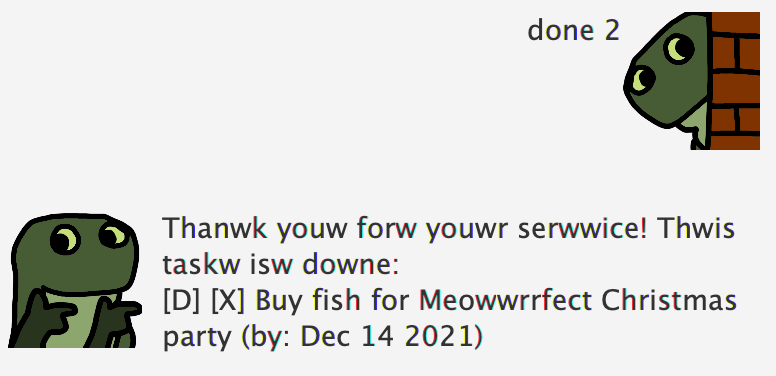 done 2
Thanwk youw forw youwr serwwice! Thwis
taskw isw downe:
[D] [X] Buy fish for Meowwrrfect Christmas
party (by: Dec 14 2021)